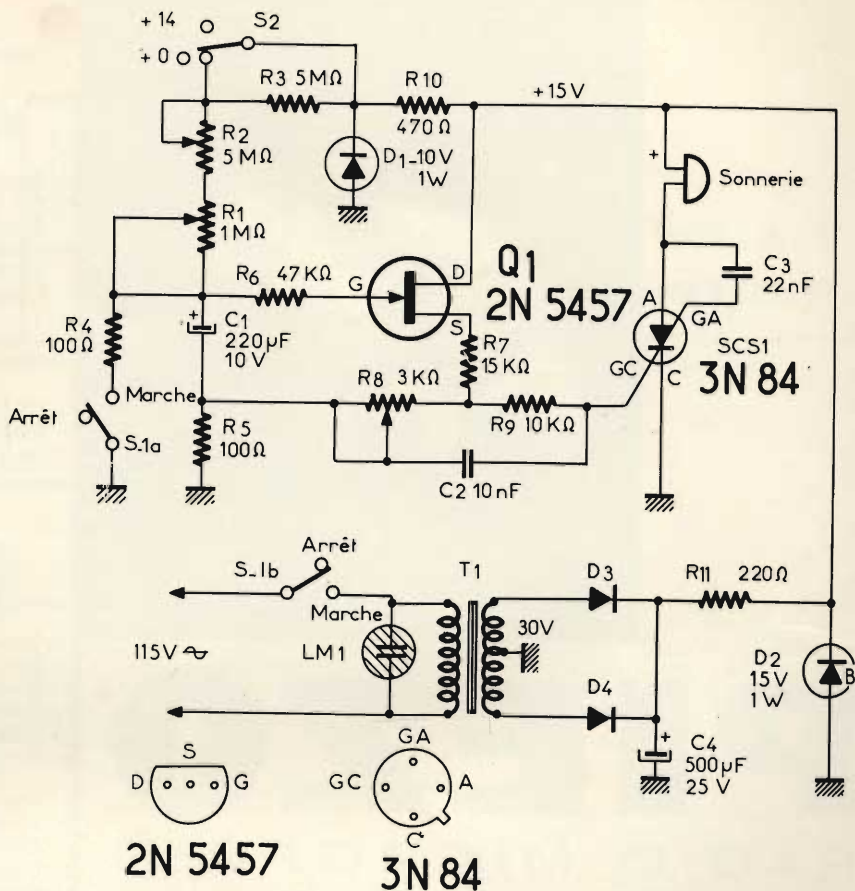 + 14
S2
+ 0
R3 5MΩ
R10
470Ω
+15V
R2
5MΩ
D1-10V
1W
+
Sonnerie
R1
1MΩ
Q1
2N 5457
R6 47KΩ
G
D
S
C3
22nF
A
GA
R4
100Ω
+
C1
220µF
10V
R7
15KΩ
SCS1
3N 84
GC
C
R8 3KΩ
Marche
Arrêt
S-1a
R5
100Ω
R9 10KΩ
C2 10nF
Arrêt
S-1b
Marche
T1
D3
R11 220Ω
115V
LM1
30V
D2
15V
1W
B
D4
+
C4
500µF
25V
S
D
G
GA
GC
A
C
2N 5457
3N 84